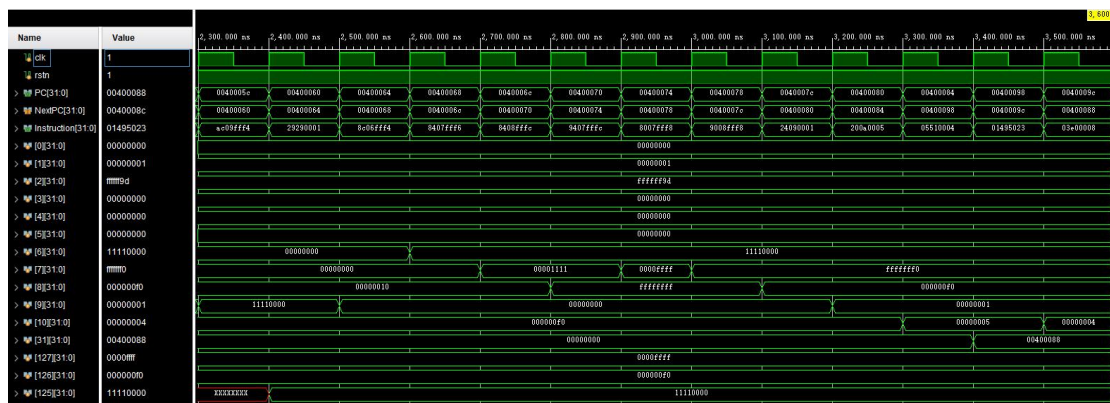 3,600
Name Value 2,300.000 ns 2,400.000 ns 2,500.000 ns 2,600.000 ns 2,700.000 ns 2,800.000 ns 2,900.000 ns 3,000.000 ns 3,100.000 ns 3,200.000 ns 3,300.000 ns 3,400.000 ns 3,500.000 ns
clk 1
rstn 1
PC[31:0] 00400088 0040005c 00400060 00400064 00400068 0040006c 00400070 00400074 00400078 0040007c 00400080 00400084 00400098 0040009c
NextPC[31:0] 0040008c 00400060 00400064 00400068 0040006c 00400070 00400074 00400078 0040007c 00400080 00400084 00400098 0040009c 00400088
Instruction[31:0] 01495023 ac09fff4 29290001 8c06fff4 8407fff6 8408fffc 9407fffc 8007fff8 9008fff8 24090001 200a0005 05510004 01495023 03e00008
[0][31:0] 00000000 00000000
[1][31:0] 00000001 00000001
[2][31:0] ffffff9d ffffff9d
[3][31:0] 00000000 00000000
[4][31:0] 00000000 00000000
[5][31:0] 00000000 00000000
[6][31:0] 11110000 00000000 11110000
[7][31:0] fffffff0 00000000 00001111 0000ffff fffffff0
[8][31:0] 000000f0 00000010 ffffffff 000000f0
[9][31:0] 00000001 11110000 00000000 00000001
[10][31:0] 00000004 000000f0 00000005 00000004
[31][31:0] 00400088 00000000 00400088
[127][31:0] 0000ffff 0000ffff
[126][31:0] 000000f0 000000f0
[125][31:0] 11110000 XXXXXXXX 11110000